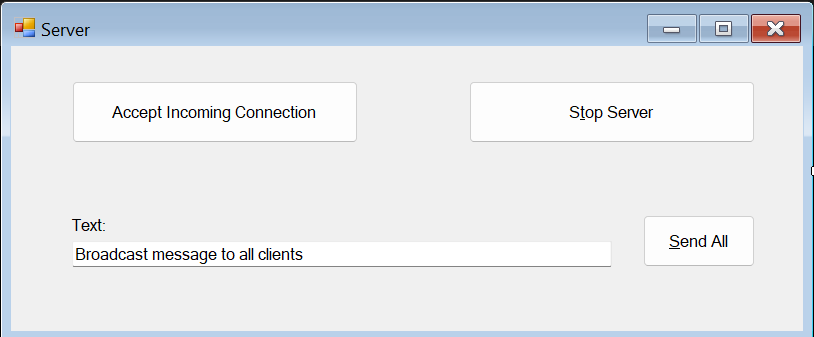 Server
Accept Incoming Connection
Stop Server
Text:
Broadcast message to all clients
Send All